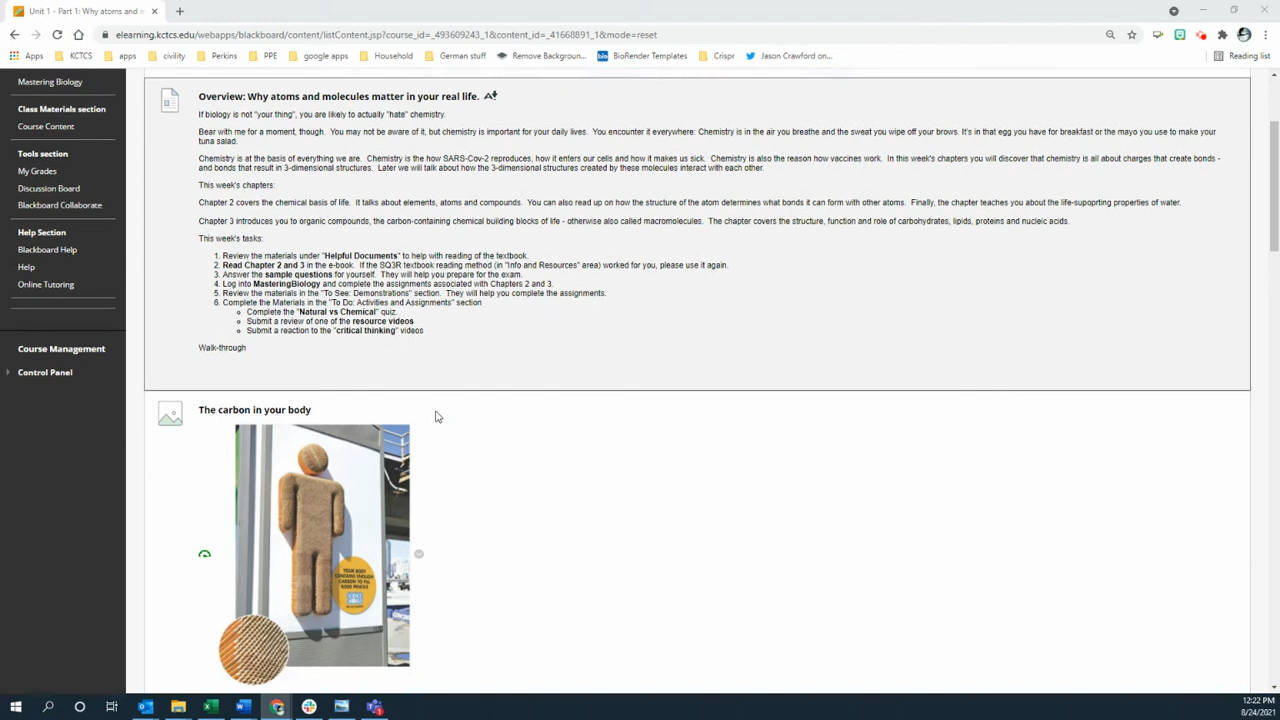 Unit 1 - Part 1: Why atoms and m
elearning.kctcs.edu/webapps/blackboard/content/listContent.jsp?course_id=_493609243_1&content_id=_41668891_1&mode=reset
Apps KCTCS apps civility Perkins PPE google apps Household German stuff Remove Backgroun... BioRender Templates Crispr Jason Crawford on... Reading list
Mastering Biology
Class Materials section
Course Content
Tools section
My Grades
Discussion Board
Blackboard Collaborate
Help Section
Blackboard Help
Help
Online Tutoring
Course Management
Control Panel
Overview: Why atoms and molecules matter in your real life.
If biology is not "your thing", you are likely to actually "hate" chemistry.
Bear with me for a moment, though. You may not be aware of it, but chemistry is important for your daily lives. You encounter it everywhere: Chemistry is in the air you breathe and the sweat you wipe off your brows. It's in that egg you have for breakfast or the mayo you use to make your
tuna salad.
Chemistry is at the basis of everything we are. Chemistry is the how SARS-Cov-2 reproduces, how it enters our cells and how it makes us sick. Chemistry is also the reason how vaccines work. In this week's chapters you will discover that chemistry is all about charges that create bonds -
and bonds that result in 3-dimensional structures. Later we will talk about how the 3-dimensional structures created by these molecules interact with each other.
This week's chapters:
Chapter 2 covers the chemical basis of life. It talks about elements, atoms and compounds. You can also read up on how the structure of the atom determines what bonds it can form with other atoms. Finally, the chapter teaches you about the life-supoprting properties of water.
Chapter 3 introduces you to organic compounds, the carbon-containing chemical building blocks of life - otherwise also called macromolecules. The chapter covers the structure, function and role of carbohydrates, lipids, proteins and nucleic acids.
This week's tasks:
1. Review the materials under "Helpful Documents" to help with reading of the textbook.
2. Read Chapter 2 and 3 in the e-book. If the SQ3R textbook reading method (in "Info and Resources" area) worked for you, please use it again.
3. Answer the sample questions for yourself. They will help you prepare for the exam.
4. Log into MasteringBiology and complete the assignments associated with Chapters 2 and 3.
5. Review the materials in the "To See: Demonstrations" section. They will help you complete the assignments.
6. Complete the Materials in the "To Do: Activities and Assignments" section
Complete the "Natural vs Chemical" quiz.
Submit a review of one of the resource videos
Submit a reaction to the "critical thinking" videos
Walk-through
The carbon in your body
YOUR BODY
CONTAINS ENOUGH
CARBON TO FILL
9,000 PENCILS
12:22 PM
8/24/2021